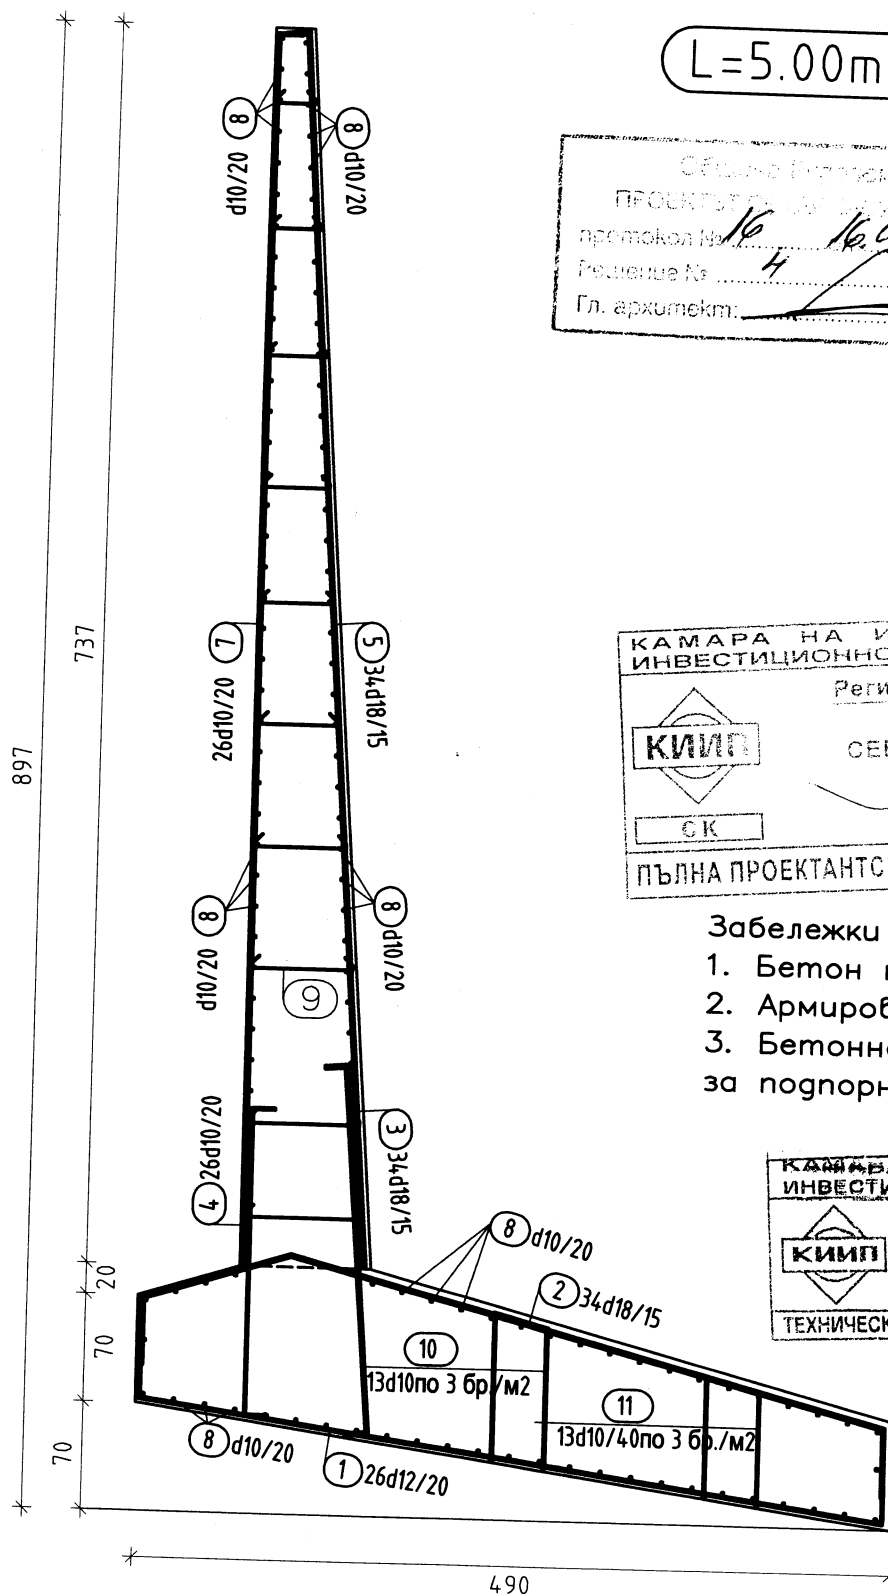 L=5.00m
8
d10/20
8
d10/20
протокол № 16 16.
Решение № 4
Гл. архитект:
737
897
7
26d10/20
5
34d18/15
КАМАРА НА И
ИНВЕСТИЦИОННО
Реги
КИИП
СЕК
СК
ПЪЛНА ПРОЕКТАНТС
8
d10/20
8
d10/20
9
Забележки
1. Бетон
2. Армиров
3. Бетонно
за подпорн
4
26d10/20
3
34d18/15
КАМАРА
ИНВЕСТИ
КИИП
ТЕХНИЧЕСК
8 d10/20
2 34d18/15
20
70
70
10
13d10по 3 бр./м2
11
13d10/40по 3 бр./м2
8 d10/20
1 26d12/20
490